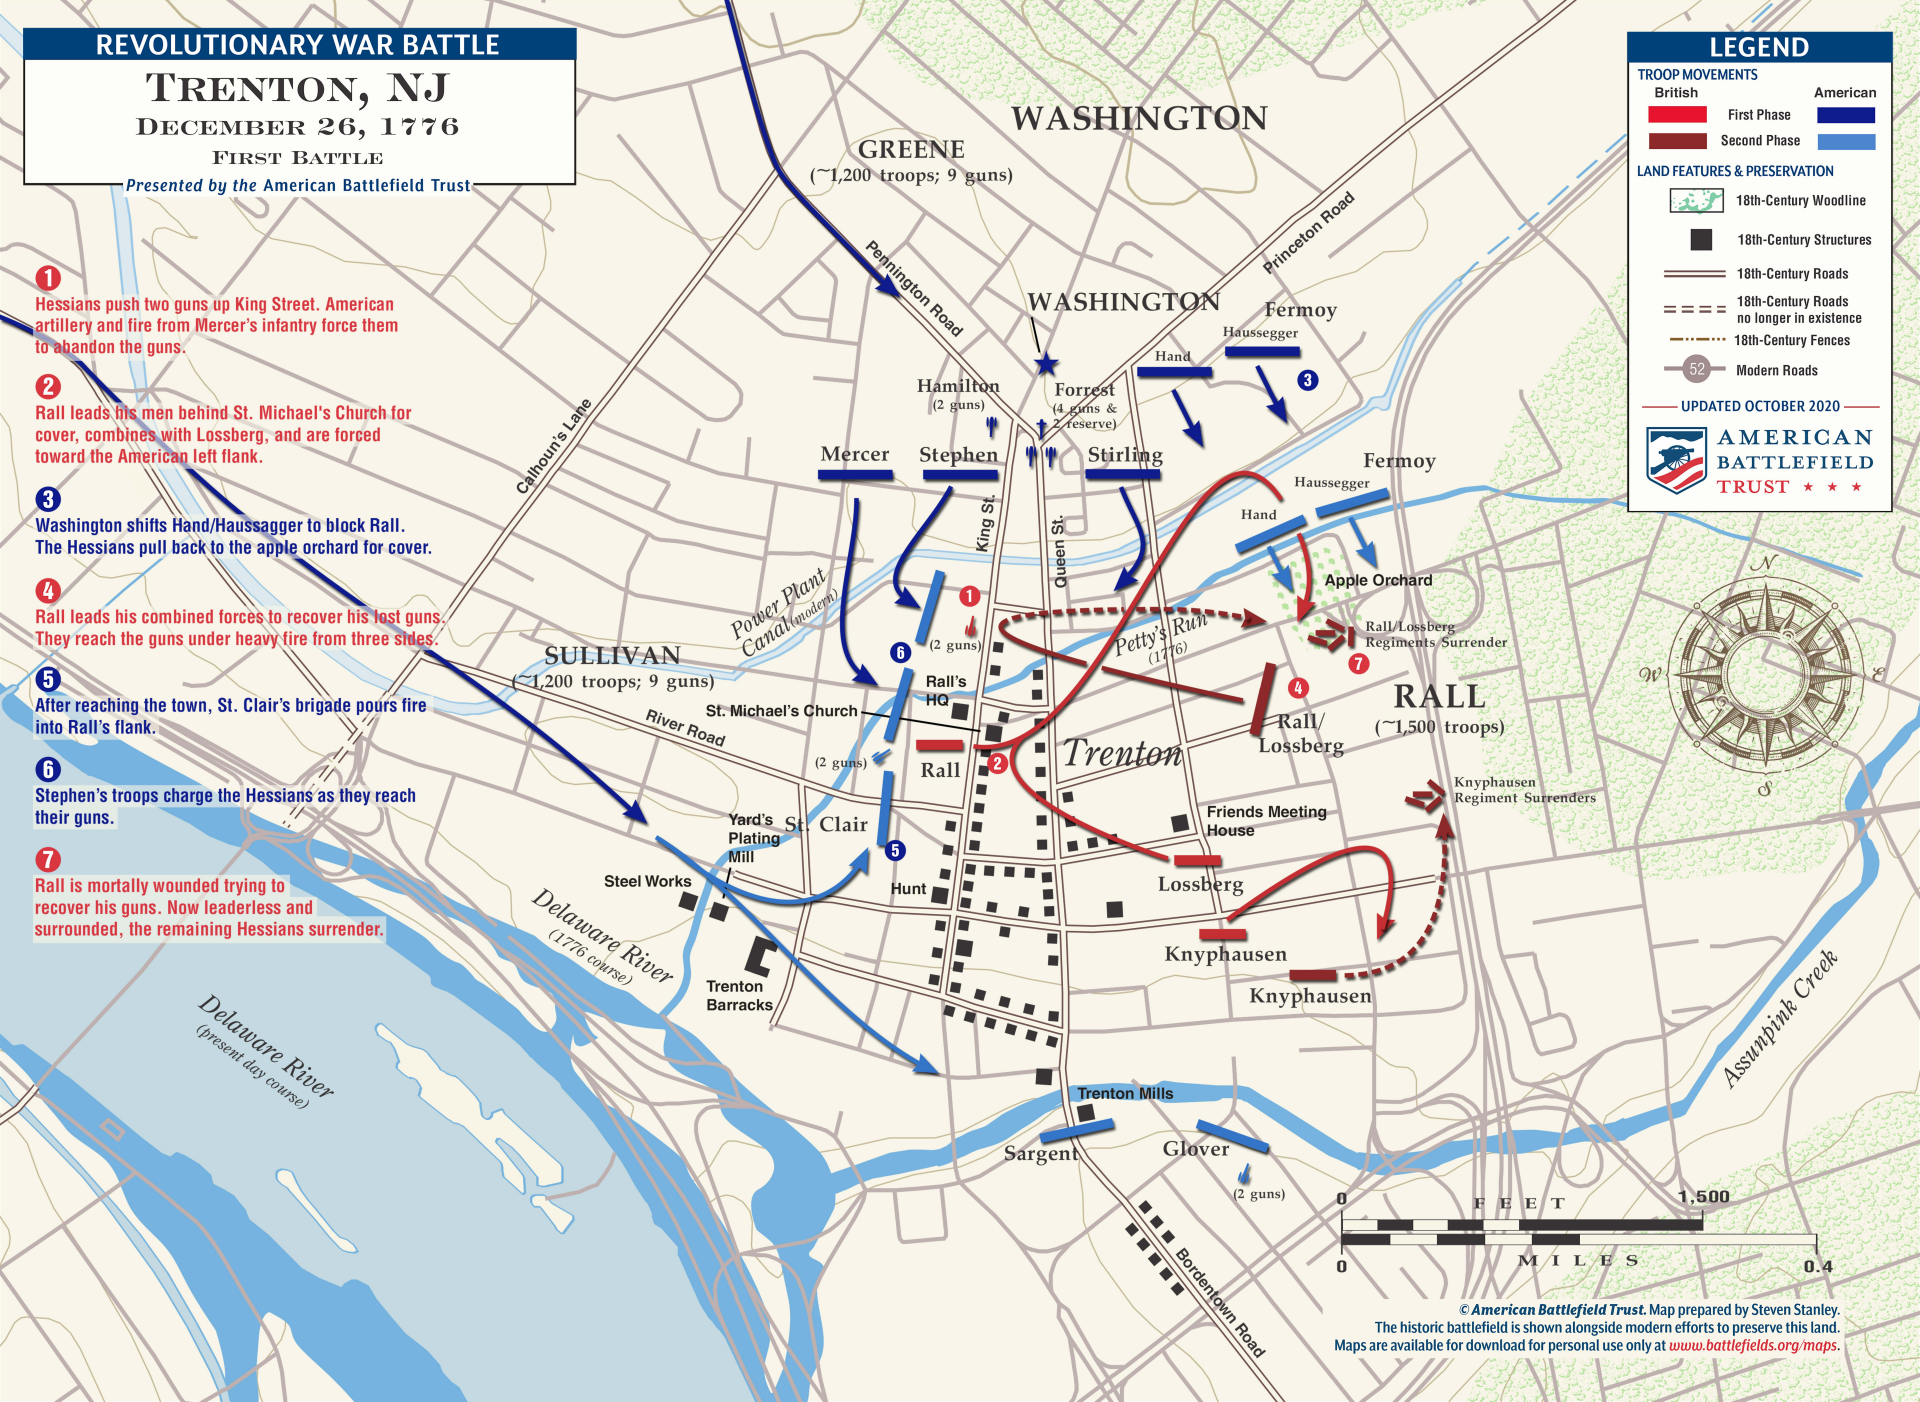 REVOLUTIONARY WAR BATTLE
TRENTON, NJ
DECEMBER 26, 1776
FIRST BATTLE
Presented by the American Battlefield Trust
1
Hessians push two guns up King Street. American
artillery and fire from Mercer's infantry force them
to abandon the guns.
2
Rall leads his men behind St. Michael's Church for
cover, combines with Lossberg, and are forced
toward the American left flank.
3
Washington shifts Hand/Haussagger to block Rall.
The Hessians pull back to the apple orchard for cover.
4
Rall leads his combined forces to recover his lost guns.
They reach the guns under heavy fire from three sides.
5
After reaching the town, St. Clair's brigade pours fire
into Rall's flank.
6
Stephen's troops charge the Hessians as they reach
their guns.
7
Rall is mortally wounded trying to
recover his guns. Now leaderless and
surrounded, the remaining Hessians surrender.
WASHINGTON
GREENE
(~1,200 troops; 9 guns)
Pennington Road
Princeton Road
Calhoun's Lane
WASHINGTON
Fermoy
Haussegger
Hand
3
Hamilton
(2 guns)
Forrest
(4 guns &
2 reserve)
Mercer
Stephen
Stirling
King St.
Queen St.
Fermoy
Haussegger
Hand
Apple Orchard
Power Plant
Canal (modern)
1
(2 guns)
6
Petty's Run
(1776)
Rall/Lossberg
Regiments Surrender
7
SULLIVAN
(~1,200 troops; 9 guns)
River Road
Rall's
HQ
St. Michael's Church
4
RALL
(~1,500 troops)
Rall/
Lossberg
Trenton
(2 guns)
Rall
2
Knyphausen
Regiment Surrenders
Yard's
Plating
Mill
St. Clair
5
Friends Meeting
House
Steel Works
Hunt
Lossberg
Delaware River
(1776 course)
Knyphausen
Trenton
Barracks
Knyphausen
Delaware River
(present day course)
Assunpink Creek
Trenton Mills
Sargent
Glover
(2 guns)
Bordentown Road
LEGEND
TROOP MOVEMENTS
British
American
First Phase
Second Phase
LAND FEATURES & PRESERVATION
18th-Century Woodline
18th-Century Structures
18th-Century Roads
18th-Century Roads
no longer in existence
18th-Century Fences
52
Modern Roads
UPDATED OCTOBER 2020
AMERICAN
BATTLEFIELD
TRUST
N
W
E
S
0
1,500
FEET
MILES
0
0.4
© American Battlefield Trust. Map prepared by Steven Stanley.
The historic battlefield is shown alongside modern efforts to preserve this land.
Maps are available for download for personal use only at www.battlefields.org/maps.